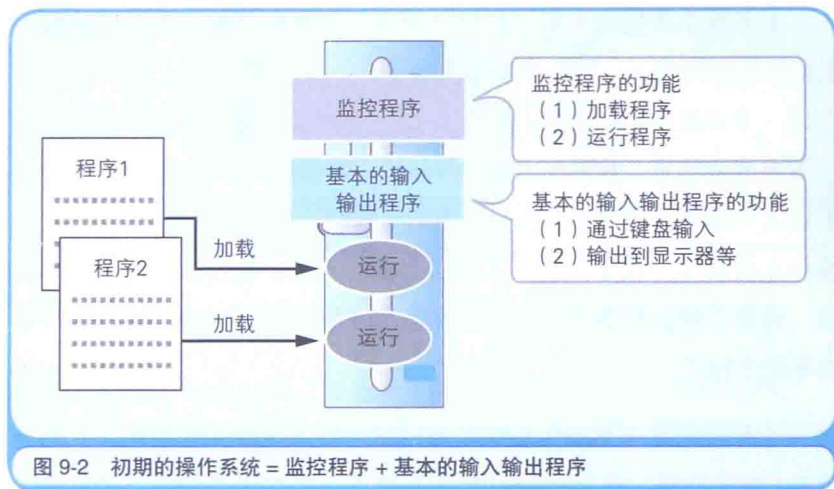 监控程序
监控程序的功能
（1）加载程序
（2）运行程序
程序1
基本的输入
输出程序
基本的输入输出程序的功能
（1）通过键盘输入
（2）输出到显示器等
加载
运行
程序2
加载
运行
图 9-2 初期的操作系统 = 监控程序 + 基本的输入输出程序